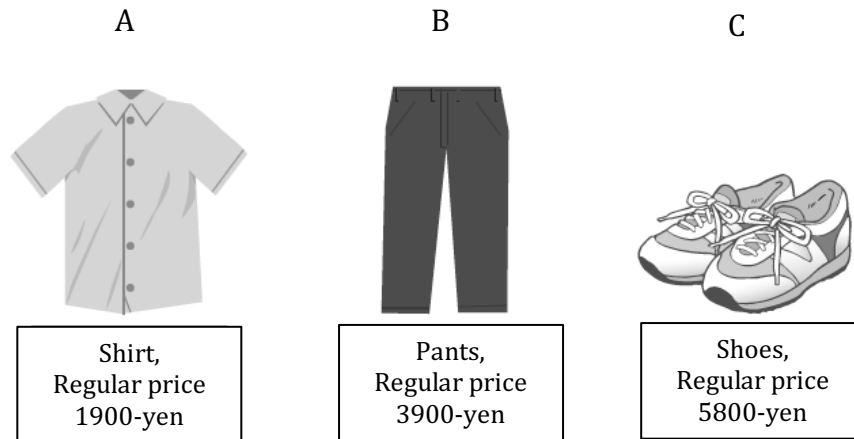 A
B
C
Shirt,
Regular price
1900-yen
Pants,
Regular price
3900-yen
Shoes,
Regular price
5800-yen